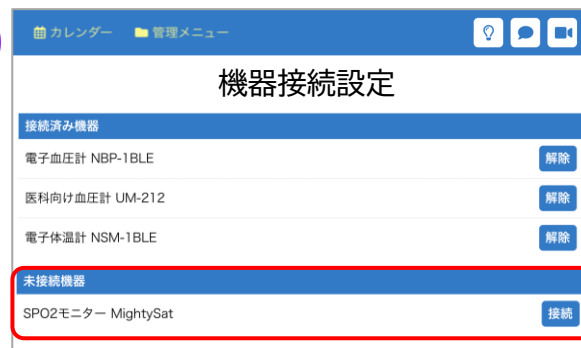 カレンダー 管理メニュー
機器接続設定
接続済み機器
電子血圧計 NBP-1BLE 解除
医科向け血圧計 UM-212 解除
電子体温計 NSM-1BLE 解除
未接続機器
SPO2モニター MightySat 接続